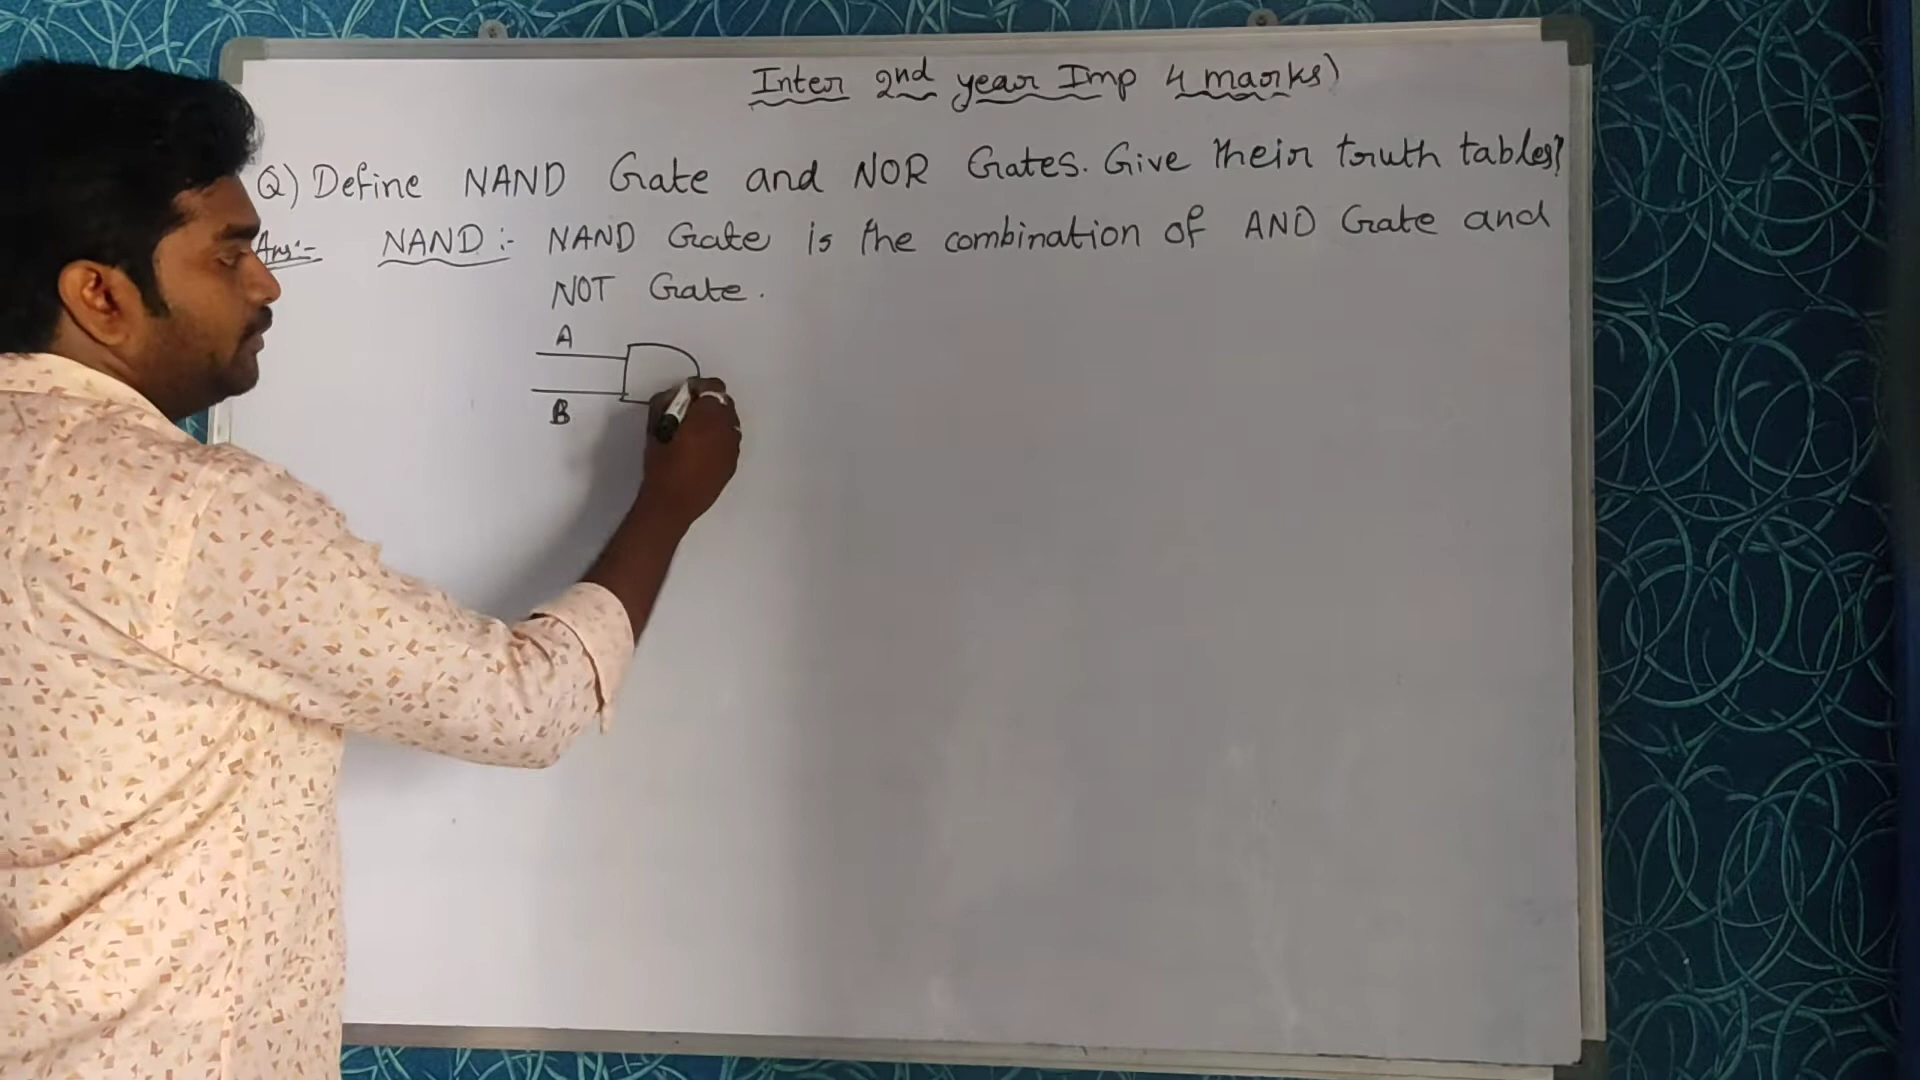 Inter 2nd year Imp 4 marks)
Q) Define NAND Gate and NOR Gates. Give their truth tables?
Ans:- NAND :- NAND Gate is the combination of AND Gate and
NOT Gate.
A
B